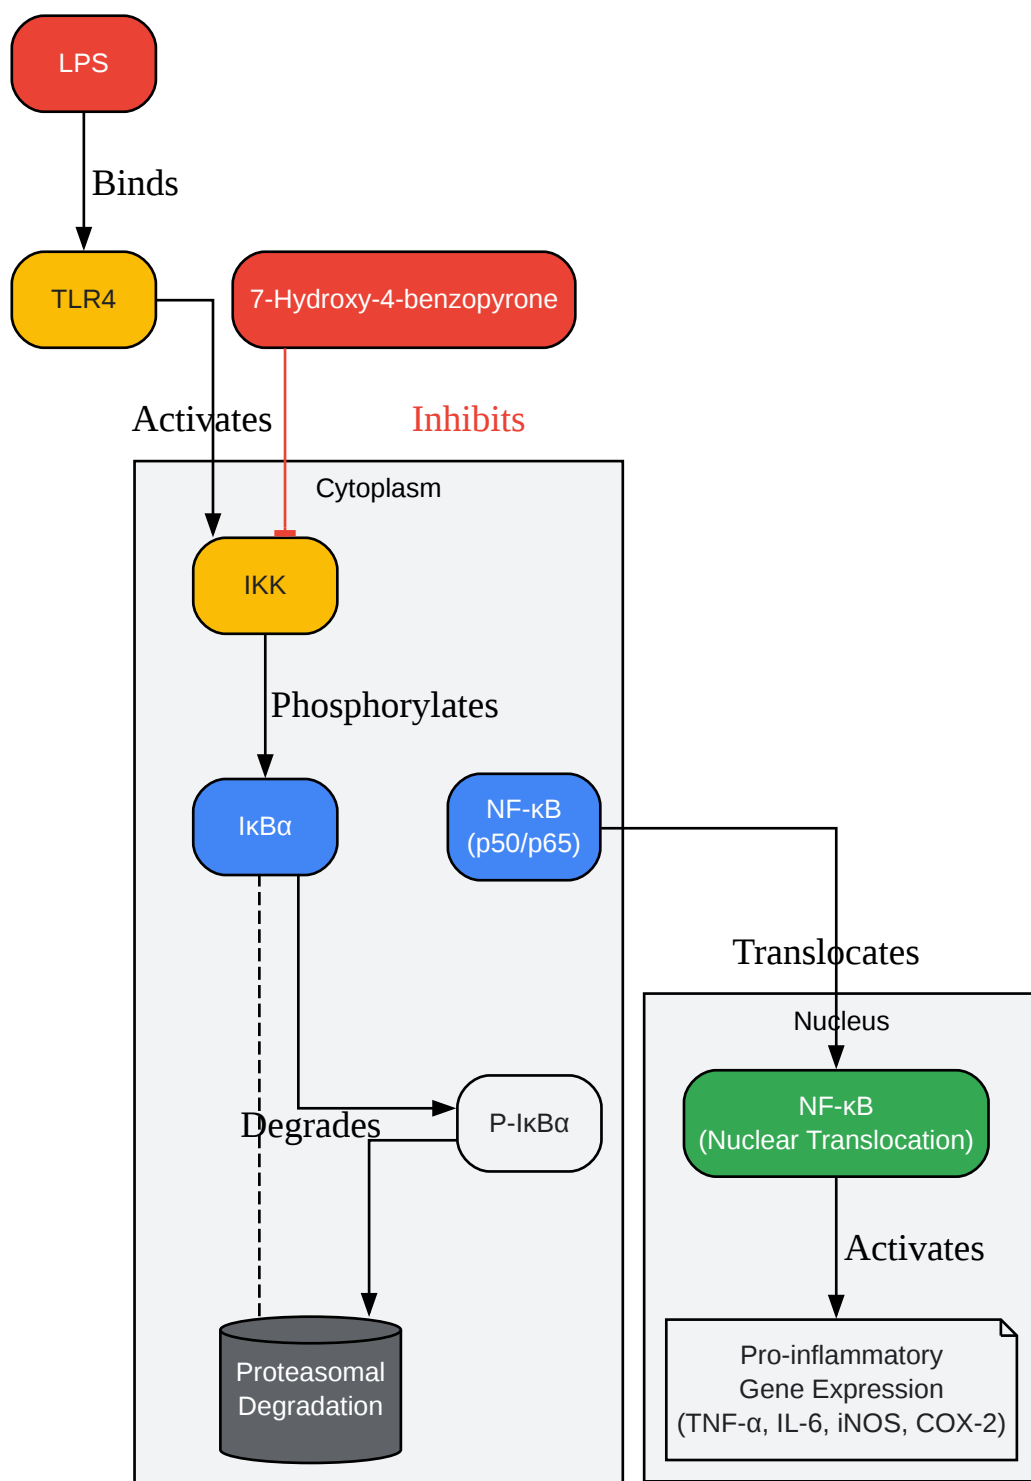 LPS
Binds
TLR4
7-Hydroxy-4-benzopyrone
Activates
Inhibits
Cytoplasm
IKK
Phosphorylates
IκBα
NF-κB
(p50/p65)
Translocates
Nucleus
NF-κB
(Nuclear Translocation)
Degrades
P-IκBα
Activates
Proteasomal
Degradation
Pro-inflammatory
Gene Expression
(TNF-α, IL-6, iNOS, COX-2)